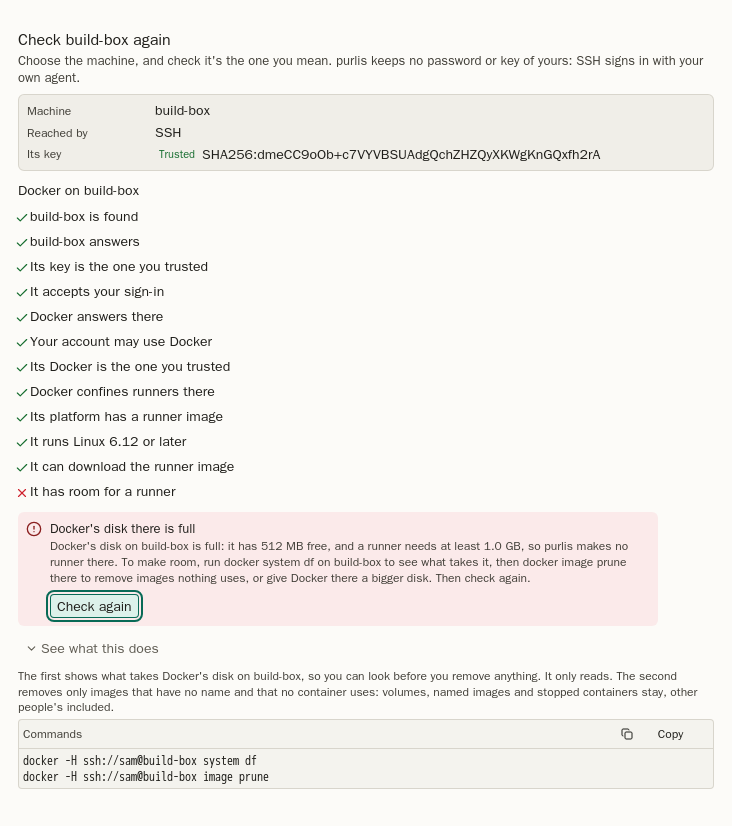 Check build-box again
Choose the machine, and check it's the one you mean. purlis keeps no password or key of yours: SSH signs in with your
own agent.
Machine build-box
Reached by SSH
Its key Trusted SHA256:dmeCC9oOb+c7VYVBSUAdgQchZHZQyXKWgKnGQxfh2rA
Docker on build-box
build-box is found
build-box answers
Its key is the one you trusted
It accepts your sign-in
Docker answers there
Your account may use Docker
Its Docker is the one you trusted
Docker confines runners there
Its platform has a runner image
It runs Linux 6.12 or later
It can download the runner image
It has room for a runner
Docker's disk there is full
Docker's disk on build-box is full: it has 512 MB free, and a runner needs at least 1.0 GB, so purlis makes no
runner there. To make room, run docker system df on build-box to see what takes it, then docker image prune
there to remove images nothing uses, or give Docker there a bigger disk. Then check again.
Check again
See what this does
The first shows what takes Docker's disk on build-box, so you can look before you remove anything. It only reads. The second
removes only images that have no name and that no container uses: volumes, named images and stopped containers stay, other
people's included.
Commands Copy
docker -H ssh://sam@build-box system df
docker -H ssh://sam@build-box image prune